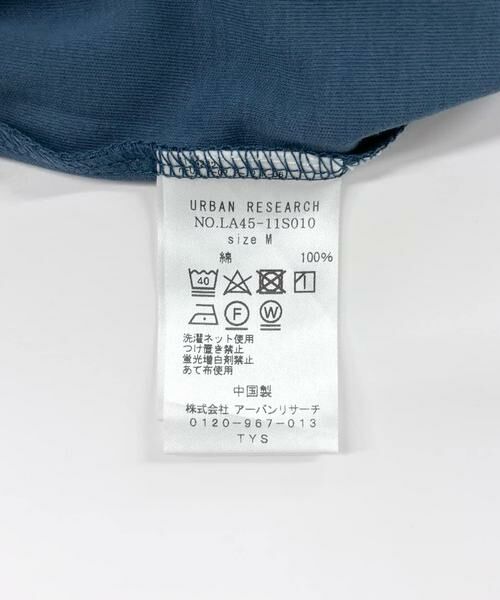 URBAN RESEARCH
NO.LA45-11S010
size M
綿 100%
40
F W
洗濯ネット使用
つけ置き禁止
蛍光増白剤禁止
あて布使用
中国製
株式会社 アーバンリサーチ
0120-967-013
TYS